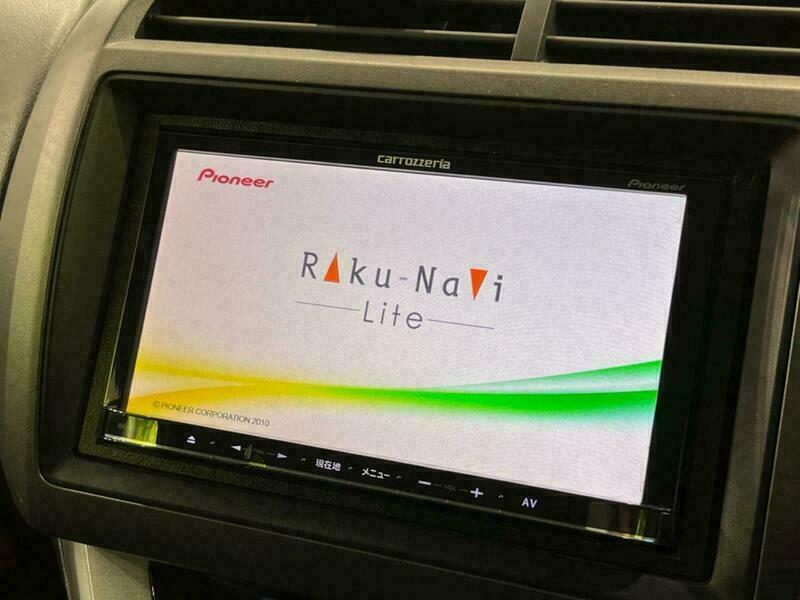 carrozzeria
Pioneer
Pioneer
Raku-Navi
Lite
© PIONEER CORPORATION 2010
現在地 メニュー − VOL + AV